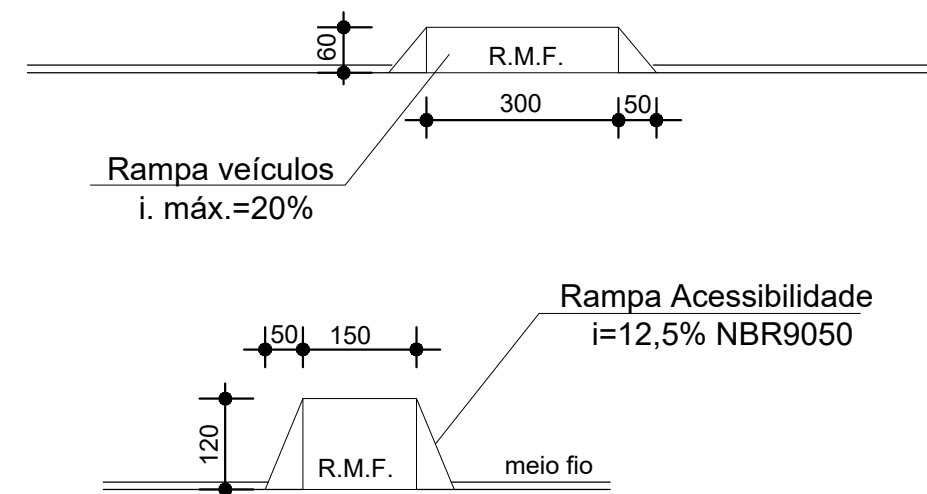 60
R.M.F.
300
50
Rampa veículos
i. máx.=20%
Rampa Acessibilidade
i=12,5% NBR9050
50
150
120
R.M.F.
meio fio